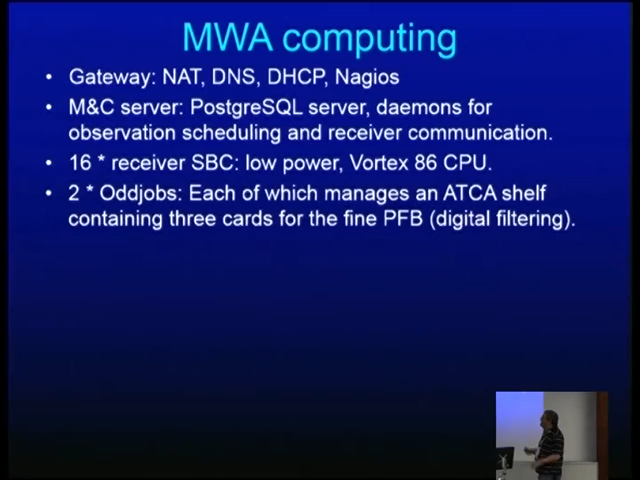 MWA computing
• Gateway: NAT, DNS, DHCP, Nagios
• M&C server: PostgreSQL server, daemons for
observation scheduling and receiver communication.
• 16 * receiver SBC: low power, Vortex 86 CPU.
• 2 * Oddjobs: Each of which manages an ATCA shelf
containing three cards for the fine PFB (digital filtering).